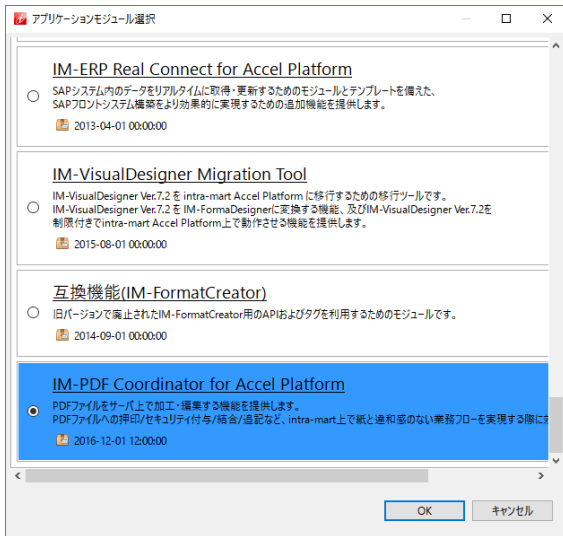 アプリケーションモジュール選択
IM-ERP Real Connect for Accel Platform
SAPシステム内のデータをリアルタイムに取得・更新するためのモジュールとテンプレートを備えた、
SAPフロントシステム構築をより効果的に実現するための追加機能を提供します。
2013-04-01 00:00:00
IM-VisualDesigner Migration Tool
IM-VisualDesigner Ver.7.2 を intra-mart Accel Platform に移行するための移行ツールです。
IM-VisualDesigner Ver.7.2 を IM-FormaDesignerに変換する機能、及びIM-VisualDesigner Ver.7.2を
制限付きでintra-mart Accel Platform上で動作させる機能を提供します。
2015-08-01 00:00:00
互換機能(IM-FormatCreator)
旧バージョンで廃止されたIM-FormatCreator用のAPIおよびタグを利用するためのモジュールです。
2014-09-01 00:00:00
IM-PDF Coordinator for Accel Platform
PDFファイルをサーバ上で加工・編集する機能を提供します。
PDFファイルへの押印/セキュリティ付与/結合/追記など、intra-mart上で紙と違和感のない業務フローを実現する際に
2016-12-01 12:00:00
OK
キャンセル